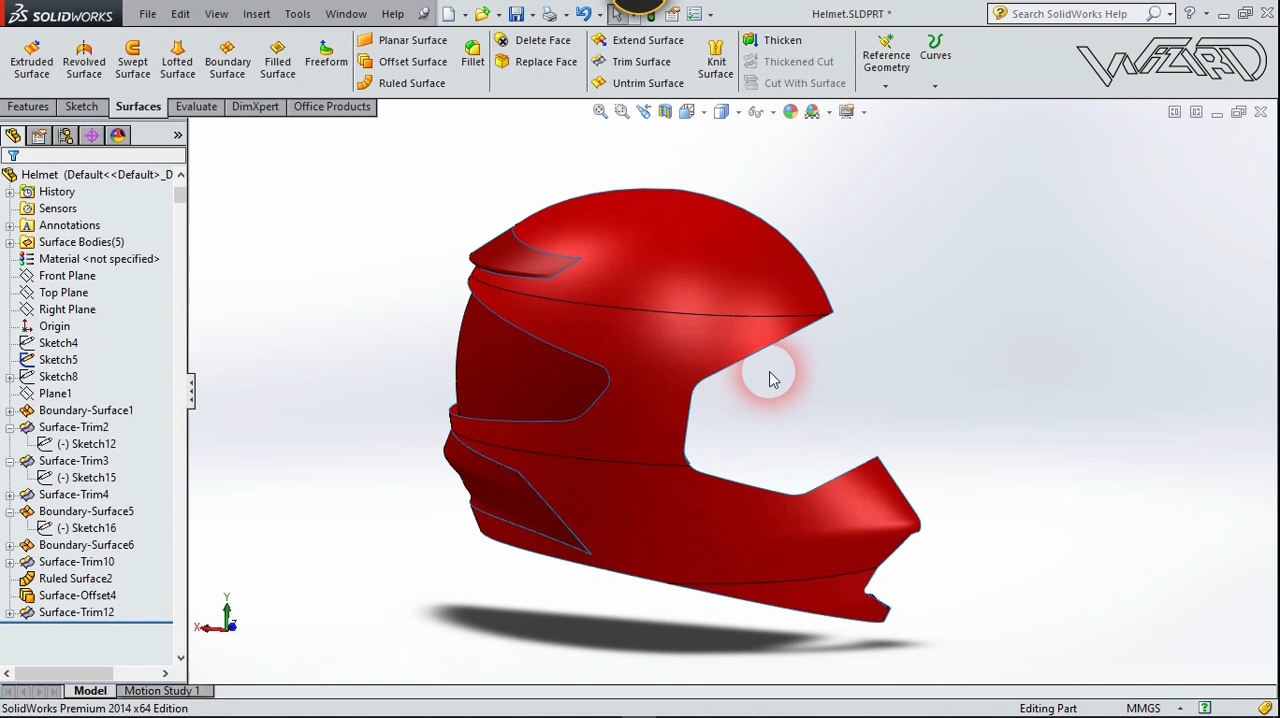 SOLIDWORKS
File Edit View Insert Tools Window Help
Helmet.SLDPRT *
Search SolidWorks Help
Extruded Surface
Revolved Surface
Swept Surface
Lofted Surface
Boundary Surface
Filled Surface
Freeform
Planar Surface
Offset Surface
Ruled Surface
Fillet
Delete Face
Replace Face
Extend Surface
Trim Surface
Untrim Surface
Knit Surface
Thicken
Thickened Cut
Cut With Surface
Reference Geometry
Curves
WIZARD
Features Sketch Surfaces Evaluate DimXpert Office Products
Helmet (Default<<Default>_D
History
Sensors
Annotations
Surface Bodies(5)
Material <not specified>
Front Plane
Top Plane
Right Plane
Origin
Sketch4
Sketch5
Sketch8
Plane1
Boundary-Surface1
Surface-Trim2
(-) Sketch12
Surface-Trim3
(-) Sketch15
Surface-Trim4
Boundary-Surface5
(-) Sketch16
Boundary-Surface6
Surface-Trim10
Ruled Surface2
Surface-Offset4
Surface-Trim12
Y
X
Z
Model Motion Study 1
SolidWorks Premium 2014 x64 Edition
Editing Part
MMGS